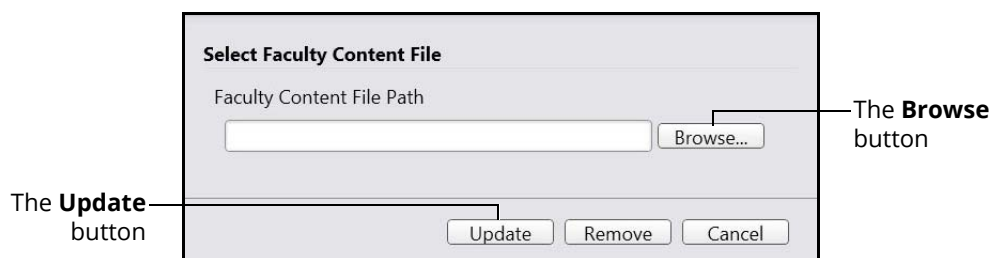 Select Faculty Content File
Faculty Content File Path
Browse...
The Browse
button
The Update
button
Update Remove Cancel